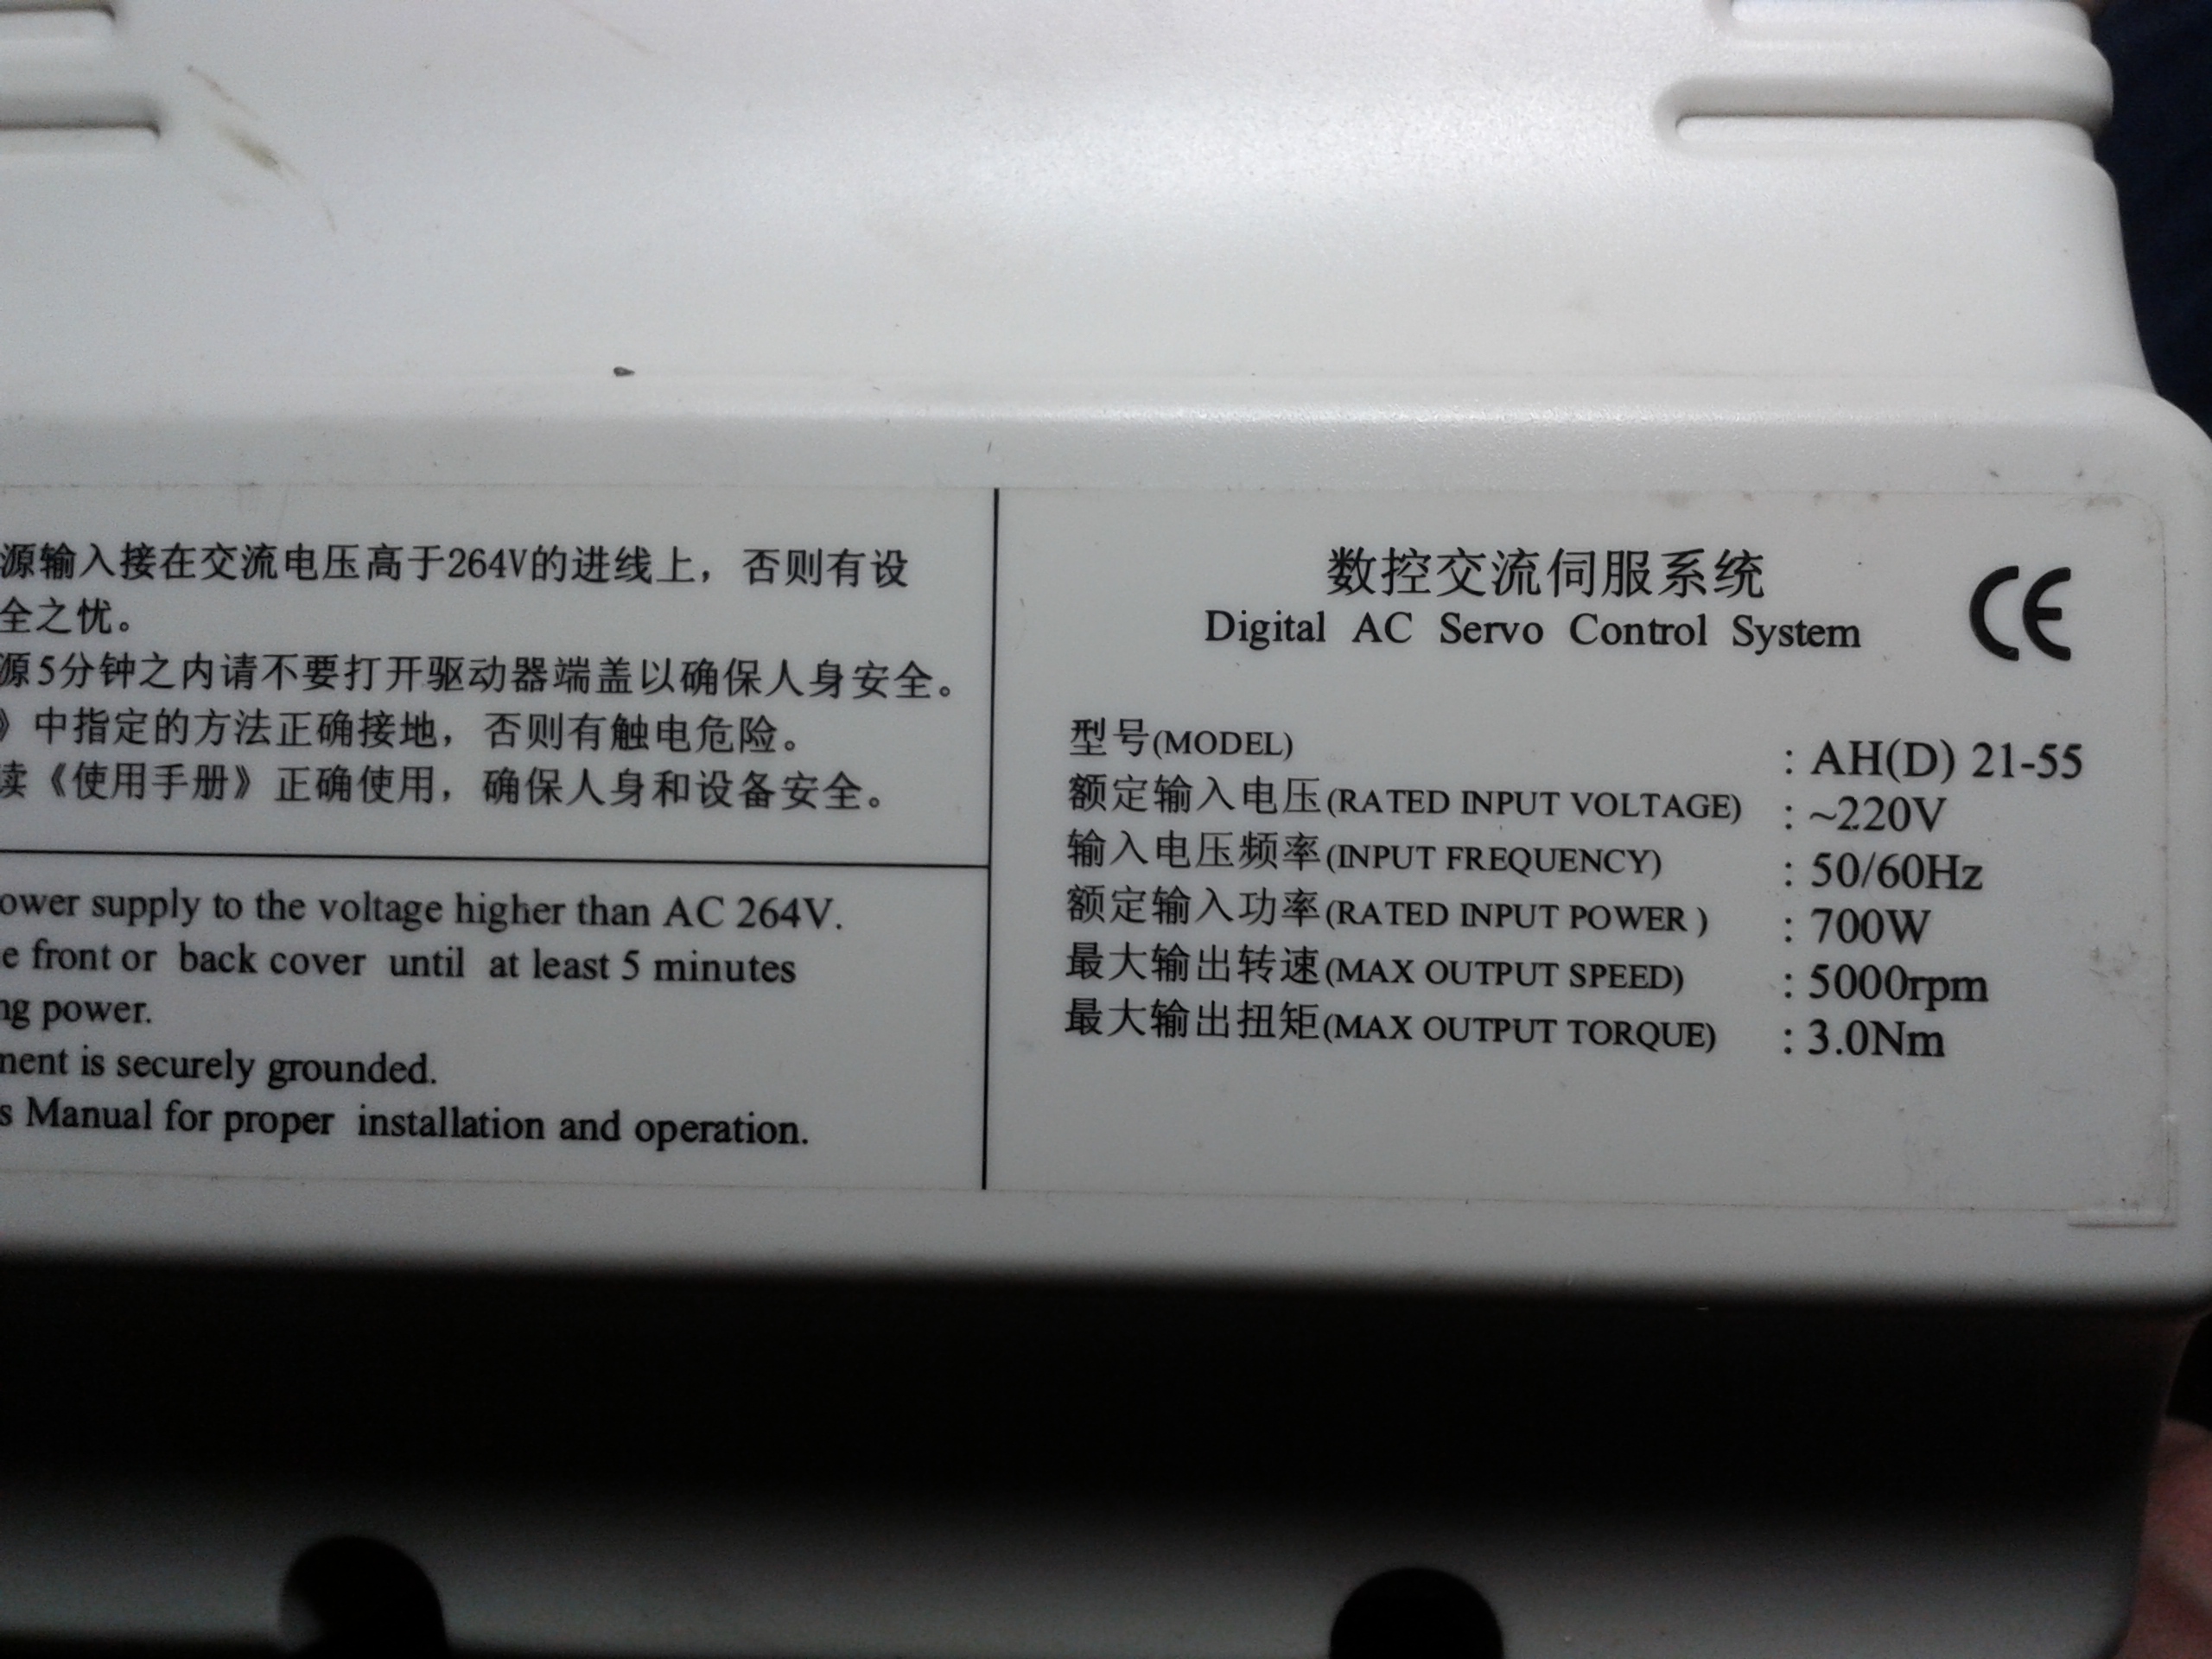 源输入接在交流电压高于264V的进线上，否则有设
全之忧。
源5分钟之内请不要打开驱动器端盖以确保人身安全。
》中指定的方法正确接地，否则有触电危险。
读《使用手册》正确使用，确保人身和设备安全。
ower supply to the voltage higher than AC 264V.
e front or back cover until at least 5 minutes
ng power.
ment is securely grounded.
s Manual for proper installation and operation.
数控交流伺服系统
Digital AC Servo Control System
CE
型号(MODEL) : AH(D) 21-55
额定输入电压(RATED INPUT VOLTAGE) : ~220V
输入电压频率(INPUT FREQUENCY) : 50/60Hz
额定输入功率(RATED INPUT POWER ) : 700W
最大输出转速(MAX OUTPUT SPEED) : 5000rpm
最大输出扭矩(MAX OUTPUT TORQUE) : 3.0Nm